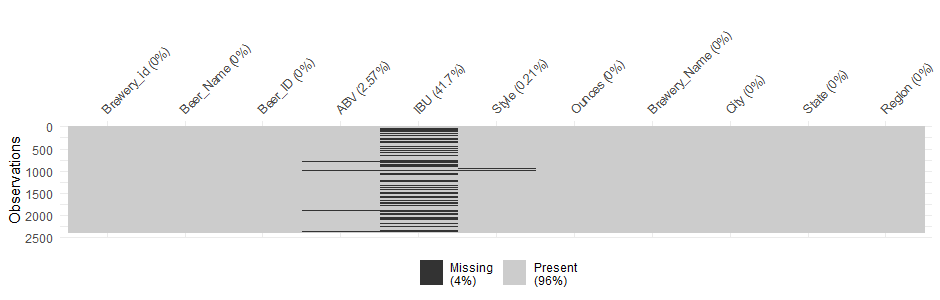 Brewery_id (0%)
Beer_Name (0%)
Beer_ID (0%)
ABV (2.57%)
IBU (41.7%)
Style (0.21%)
Ounces (0%)
Brewery_Name (0%)
City (0%)
State (0%)
Region (0%)
Observations
0
500
1000
1500
2000
2500
Missing
(4%)
Present
(96%)